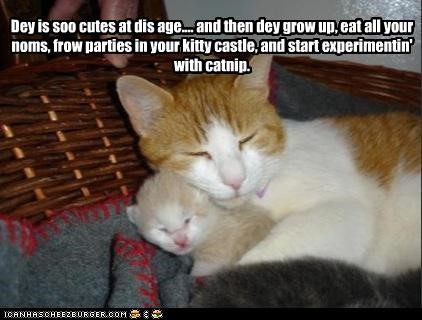 Dey is soo cutes at dis age.... and then dey grow up, eat all your
noms, frow parties in your kitty castle, and start experimentin'
with catnip.
ICANHASCHEEZBURGER.COM